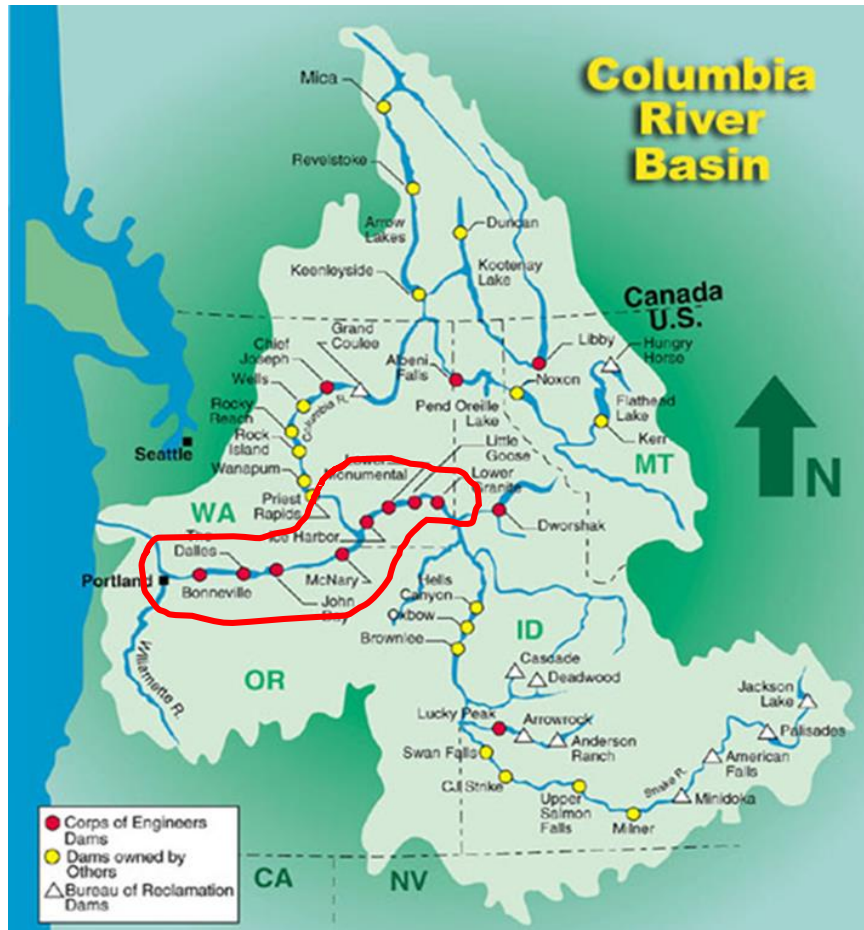 Columbia
River
Basin
Mica
Revelstoke
Arrow
Lakes
Duncan
Kootenay
Lake
Keenleyside
Canada
U.S.
Grand
Coulee
Chief
Joseph
Albeni
Falls
Libby
Hungry
Horse
Wells
Noxon
Columbia R.
Rocky
Reach
Pend Oreille
Lake
Flathead
Lake
Rock
Island
Kerr
Seattle
Little
Goose
Wanapum
Monumental
Lower
Granite
MT
N
Priest
Rapids
WA
Ice Harbor
Dworshak
The
Dalles
Portland
Bonneville
McNary
John
Day
Hells
Canyon
Oxbow
Brownlee
ID
Willamette R.
OR
Cascade
Deadwood
Jackson
Lake
Lucky Peak
Arrowrock
Anderson
Ranch
Palisades
Swan Falls
American
Falls
CJ Strike
Snake R.
Upper
Salmon
Falls
Minidoka
Milner
Corps of Engineers
Dams
Dams owned by
Others
Bureau of Reclamation
Dams
CA
NV